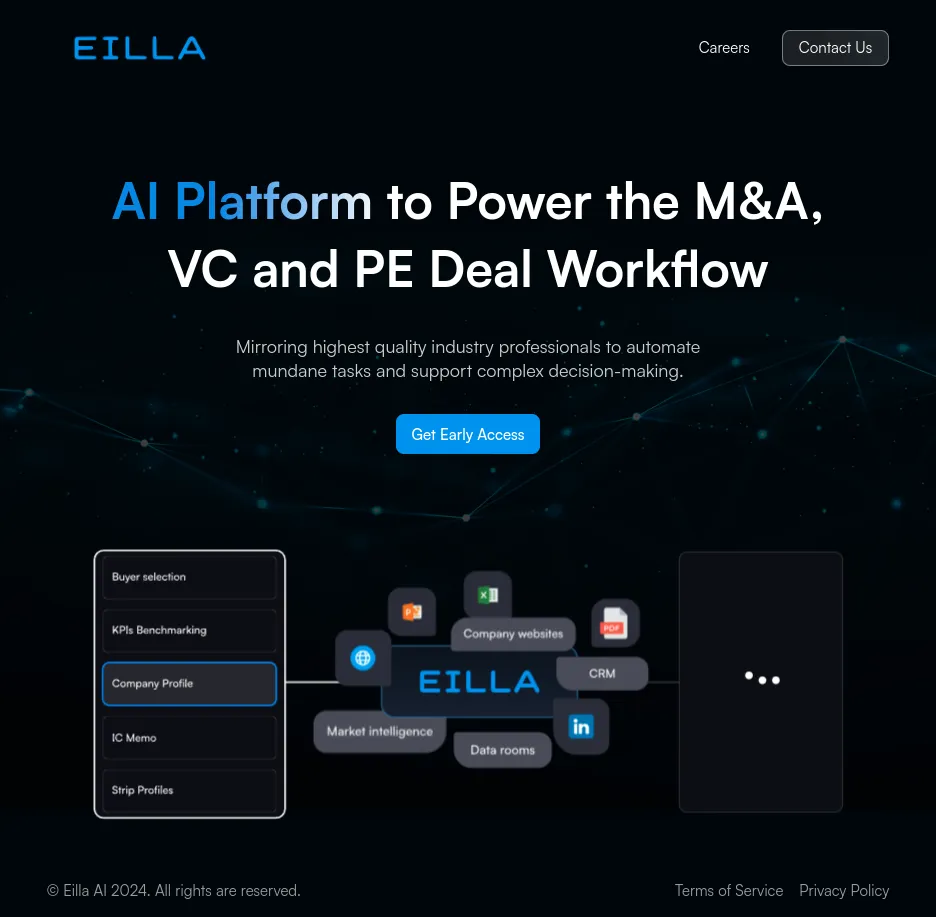 EILLA
Careers
Contact Us
AI Platform to Power the M&A,
VC and PE Deal Workflow
Mirroring highest quality industry professionals to automate
mundane tasks and support complex decision-making.
Get Early Access
Buyer selection
KPIs Benchmarking
Company Profile
IC Memo
Strip Profiles
P
X
Company websites
PDF
EILLA
CRM
in
Market intelligence
Data rooms
© Eilla AI 2024. All rights are reserved.
Terms of Service
Privacy Policy